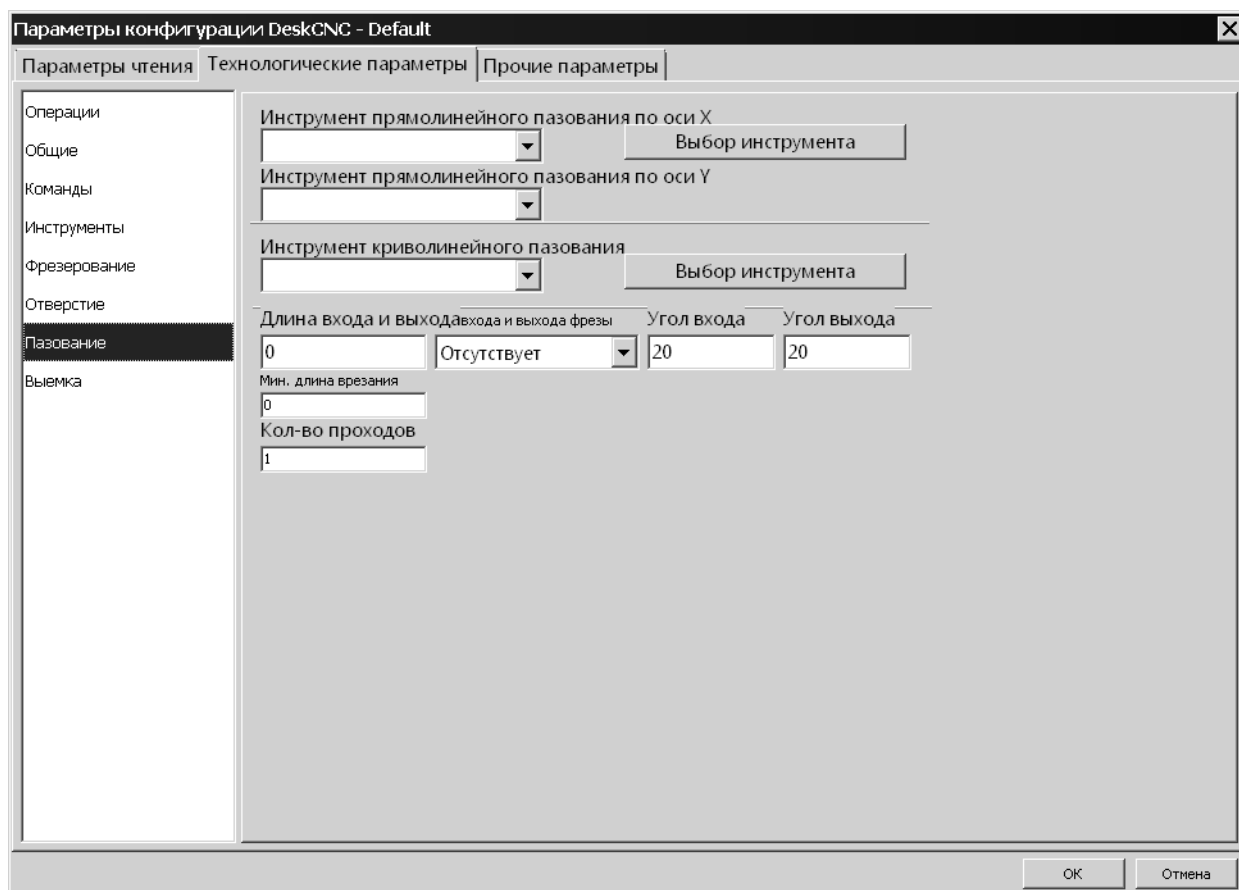 Параметры конфигурации DeskCNC - Default
Параметры чтения Технологические параметры Прочие параметры
Операции
Общие
Команды
Инструменты
Фрезерование
Отверстие
Пазование
Выемка
Инструмент прямолинейного пазования по оси X
Выбор инструмента
Инструмент прямолинейного пазования по оси Y
Инструмент криволинейного пазования
Выбор инструмента
Длина входа и выхода входа и выхода фрезы Угол входа Угол выхода
0 Отсутствует 20 20
Мин. длина врезания
0
Кол-во проходов
1
OK Отмена